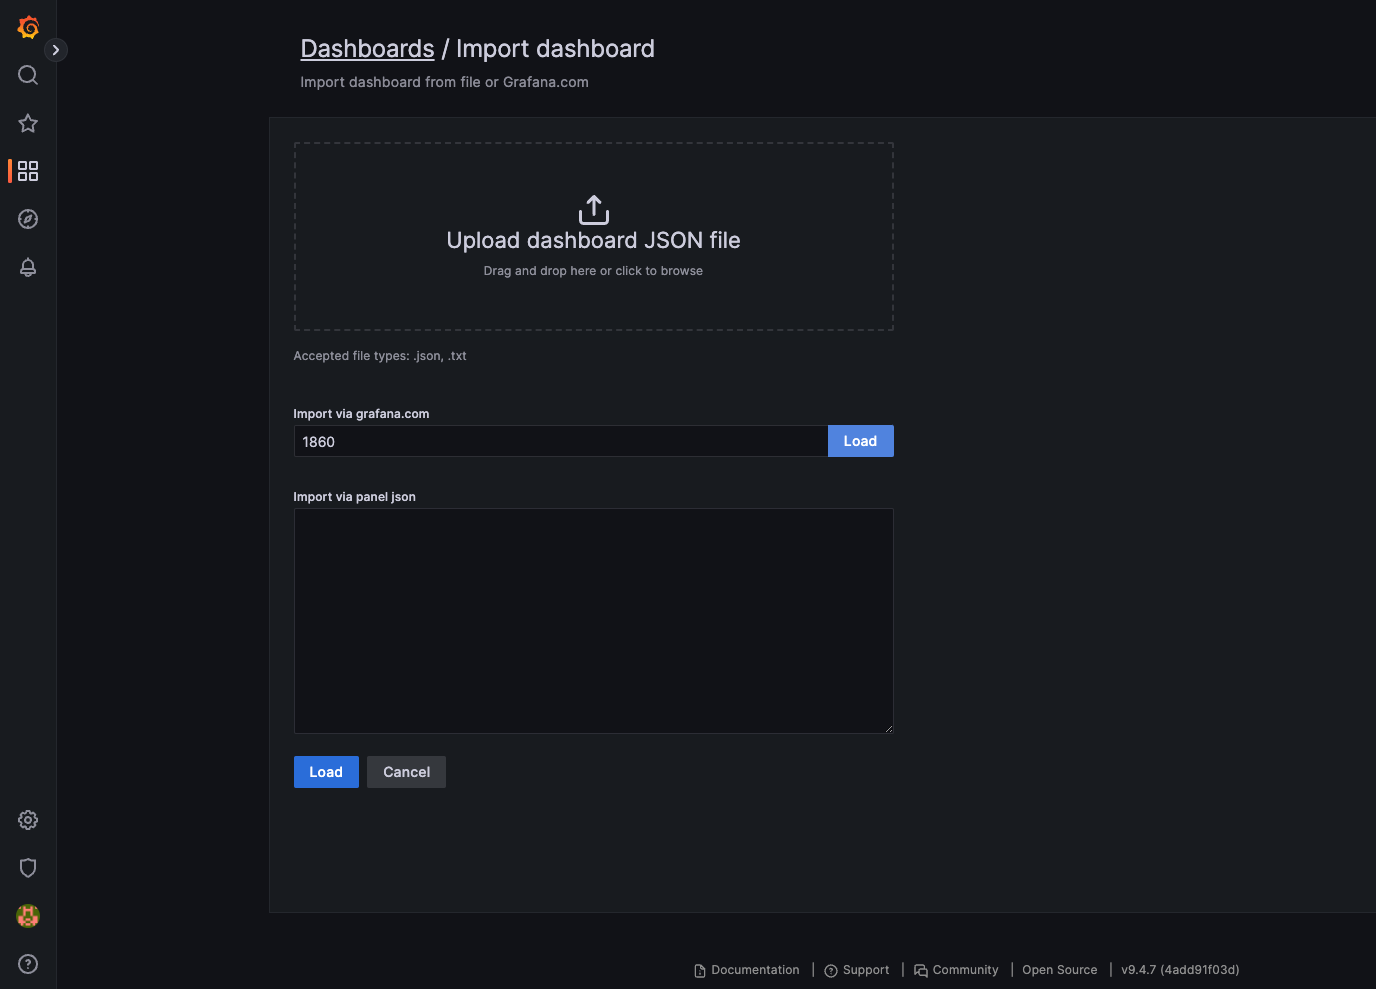 Dashboards / Import dashboard
Import dashboard from file or Grafana.com
Upload dashboard JSON file
Drag and drop here or click to browse
Accepted file types: .json, .txt
Import via grafana.com
1860 Load
Import via panel json
Load Cancel
Documentation | Support | Community | Open Source | v9.4.7 (4add91f03d)